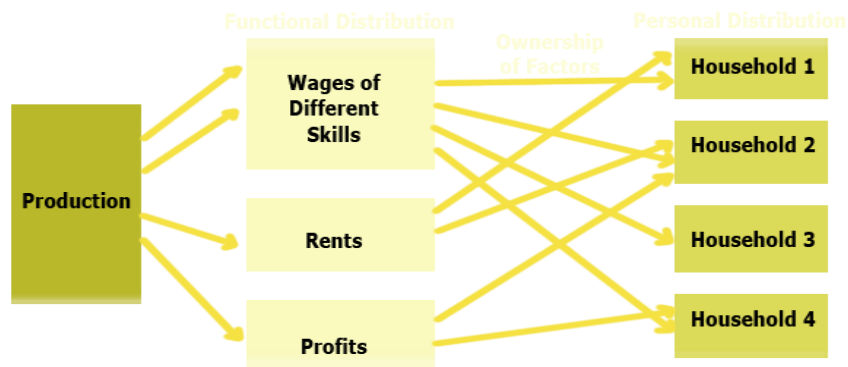 Functional Distribution
Personal Distribution
Ownership
of Factors
Production
Wages of
Different
Skills
Rents
Profits
Household 1
Household 2
Household 3
Household 4